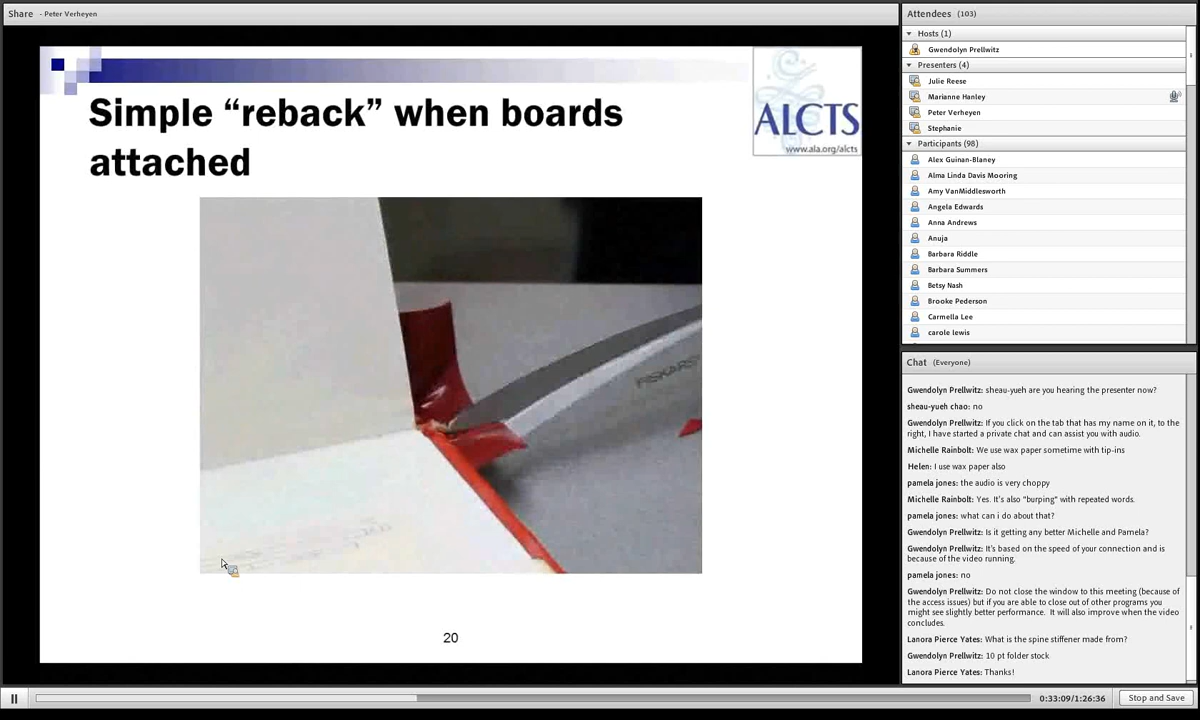 Share - Peter Verheyen
Simple “reback” when boards
attached
ALCTS
www.ala.org/alcts
FISKARS
20
Attendees (103)
Hosts (1)
Gwendolyn Prellwitz
Presenters (4)
Julie Reese
Marianne Hanley
Peter Verheyen
Stephanie
Participants (98)
Alex Guinan-Blaney
Alma Linda Davis Mooring
Amy VanMiddlesworth
Angela Edwards
Anna Andrews
Anuja
Barbara Riddle
Barbara Summers
Betsy Nash
Brooke Pederson
Carmella Lee
carole lewis
Chat (Everyone)
Gwendolyn Prellwitz: sheau-yueh are you hearing the presenter now?
sheau-yueh chao: no
Gwendolyn Prellwitz: If you click on the tab that has my name on it, to the
right, I have started a private chat and can assist you with audio.
Michelle Rainbolt: We use wax paper sometime with tip-ins
Helen: I use wax paper also
pamela jones: the audio is very choppy
Michelle Rainbolt: Yes. It's also "burping" with repeated words.
pamela jones: what can i do about that?
Gwendolyn Prellwitz: Is it getting any better Michelle and Pamela?
Gwendolyn Prellwitz: It's based on the speed of your connection and is
because of the video running.
pamela jones: no
Gwendolyn Prellwitz: Do not close the window to this meeting (because of
the access issues) but if you are able to close out of other programs you
might see slightly better performance. It will also improve when the video
concludes.
Lanora Pierce Yates: What is the spine stiffener made from?
Gwendolyn Prellwitz: 10 pt folder stock
Lanora Pierce Yates: Thanks!
0:33:09/1:26:36
Stop and Save